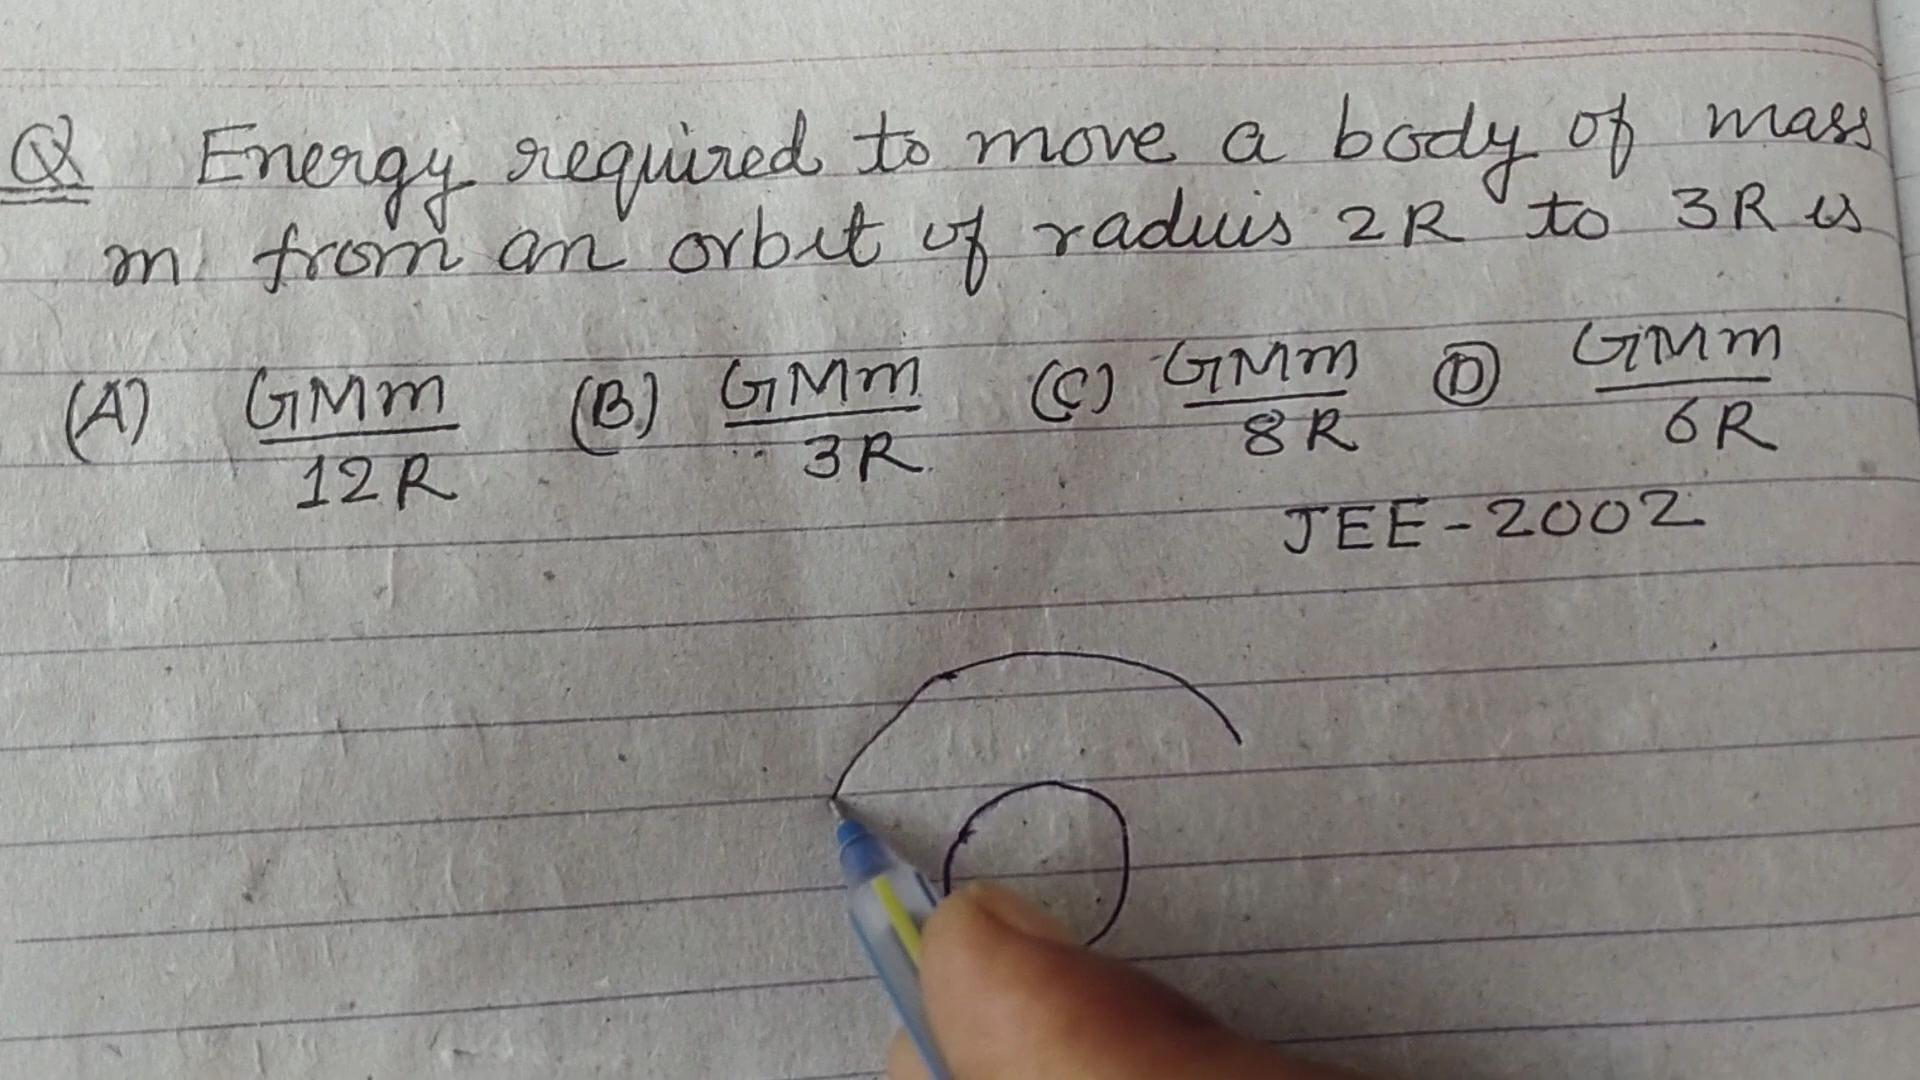 Q Energy required to move a body of mass
m from an orbit of raduis 2R to 3R is
(A) GMm/12R (B) GMm/3R (C) GMm/8R (D) GMm/6R
JEE-2002